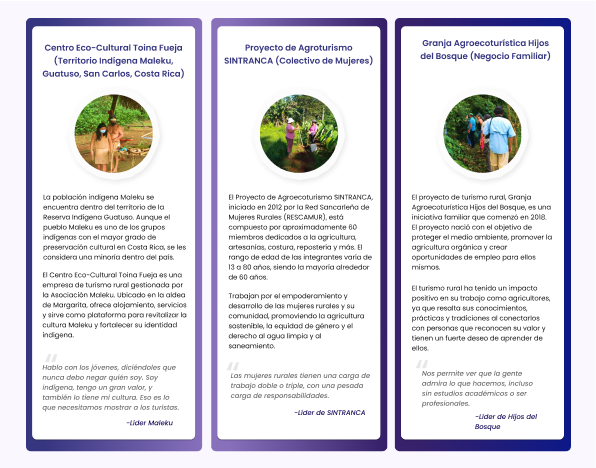 Centro Eco-Cultural Toina Fueja
(Territorio Indígena Maleku,
Guatuso, San Carlos, Costa Rica)
La población indígena Maleku se
encuentra dentro del territorio de la
Reserva Indígena Guatuso. Aunque el
pueblo Maleku es uno de los grupos
indígenas con el mayor grado de
preservación cultural en Costa Rica, se les
considera una minoría dentro del país.
El Centro Eco-Cultural Toina Fueja es una
empresa de turismo rural gestionada por
la Asociación Maleku. Ubicado en la aldea
de Margarita, ofrece alojamiento, servicios
y sirve como plataforma para revitalizar la
cultura Maleku y fortalecer su identidad
indígena.
“
Hablo con los jóvenes, diciéndoles que
nunca debo negar quién soy. Soy
indígena, tengo un gran valor, y
también lo tiene mi cultura. Eso es lo
que necesitamos mostrar a los turistas.
-Líder Maleku
Proyecto de Agroturismo
SINTRANCA (Colectivo de Mujeres)
El Proyecto de Agroecoturismo SINTRANCA,
iniciado en 2012 por la Red Sancarleña de
Mujeres Rurales (RESCAMUR), está
compuesto por aproximadamente 60
miembros dedicados a la agricultura,
artesanías, costura, repostería y más. El
rango de edad de las integrantes varía de
13 a 80 años, siendo la mayoría alrededor
de 60 años.
Trabajan por el empoderamiento y
desarrollo de las mujeres rurales y su
comunidad, promoviendo la agricultura
sostenible, la equidad de género y el
derecho al agua limpia y al
saneamiento.
“
Las mujeres rurales tienen una carga de
trabajo doble o triple, con una pesada
carga de responsabilidades.
-Líder de SINTRANCA
Granja Agroecoturística Hijos
del Bosque (Negocio Familiar)
El proyecto de turismo rural, Granja
Agroecoturística Hijos del Bosque, es una
iniciativa familiar que comenzó en 2018.
El proyecto nació con el objetivo de
proteger el medio ambiente, promover la
agricultura orgánica y crear
oportunidades de empleo para ellos
mismos.
El turismo rural ha tenido un impacto
positivo en su trabajo como agricultores,
ya que resalta sus conocimientos,
prácticas y tradiciones al conectarlos
con personas que reconocen su valor y
tienen un fuerte deseo de aprender de
ellos.
“
Nos permite ver que la gente
admira lo que hacemos, incluso
sin estudios académicos o ser
profesionales.
-Líder de Hijos del
Bosque